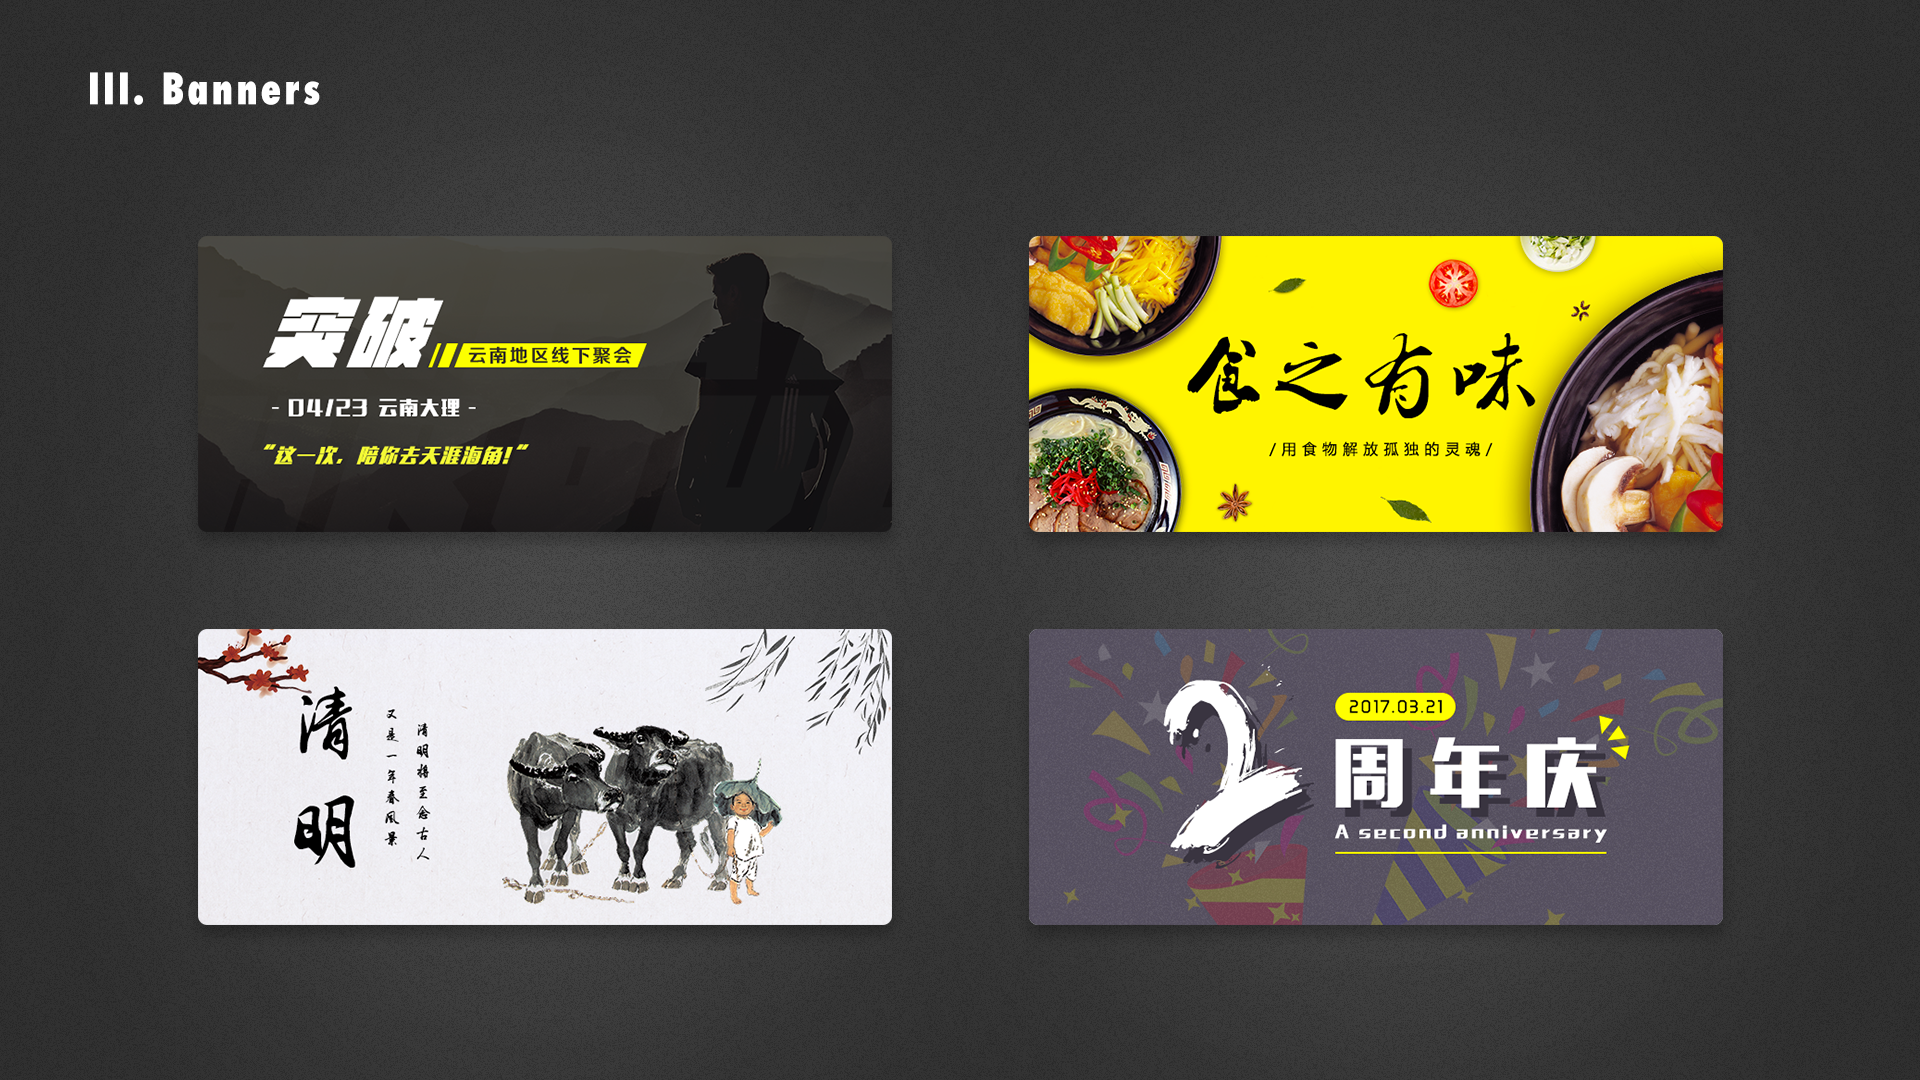 III. Banners
突破
云南地区线下聚会
- 04/23 云南大理 -
“这一次，陪你去天涯海角！”
食之有味
/用食物解放孤独的灵魂/
清明
清明将至念古人
又是一年春风景
2
2017.03.21
周年庆
A second anniversary